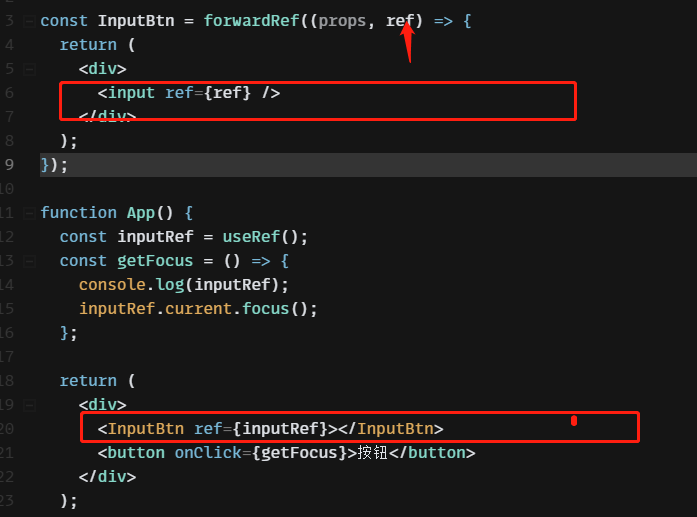 3 const InputBtn = forwardRef((props, ref) => {
4   return (
5     <div>
6       <input ref={ref} />
7     </div>
8   );
9 });
10
11 function App() {
12   const inputRef = useRef();
13   const getFocus = () => {
14     console.log(inputRef);
15     inputRef.current.focus();
16   };
17
18   return (
19     <div>
20       <InputBtn ref={inputRef}></InputBtn>
21       <button onClick={getFocus}>按钮</button>
22     </div>
23   );